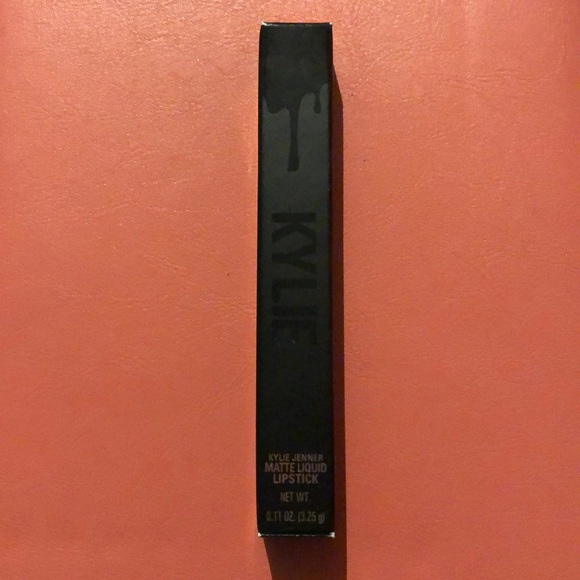 KYLIE
KYLIE JENNER
MATTE LIQUID
LIPSTICK
NET WT.
0.11 OZ. (3.25 g)